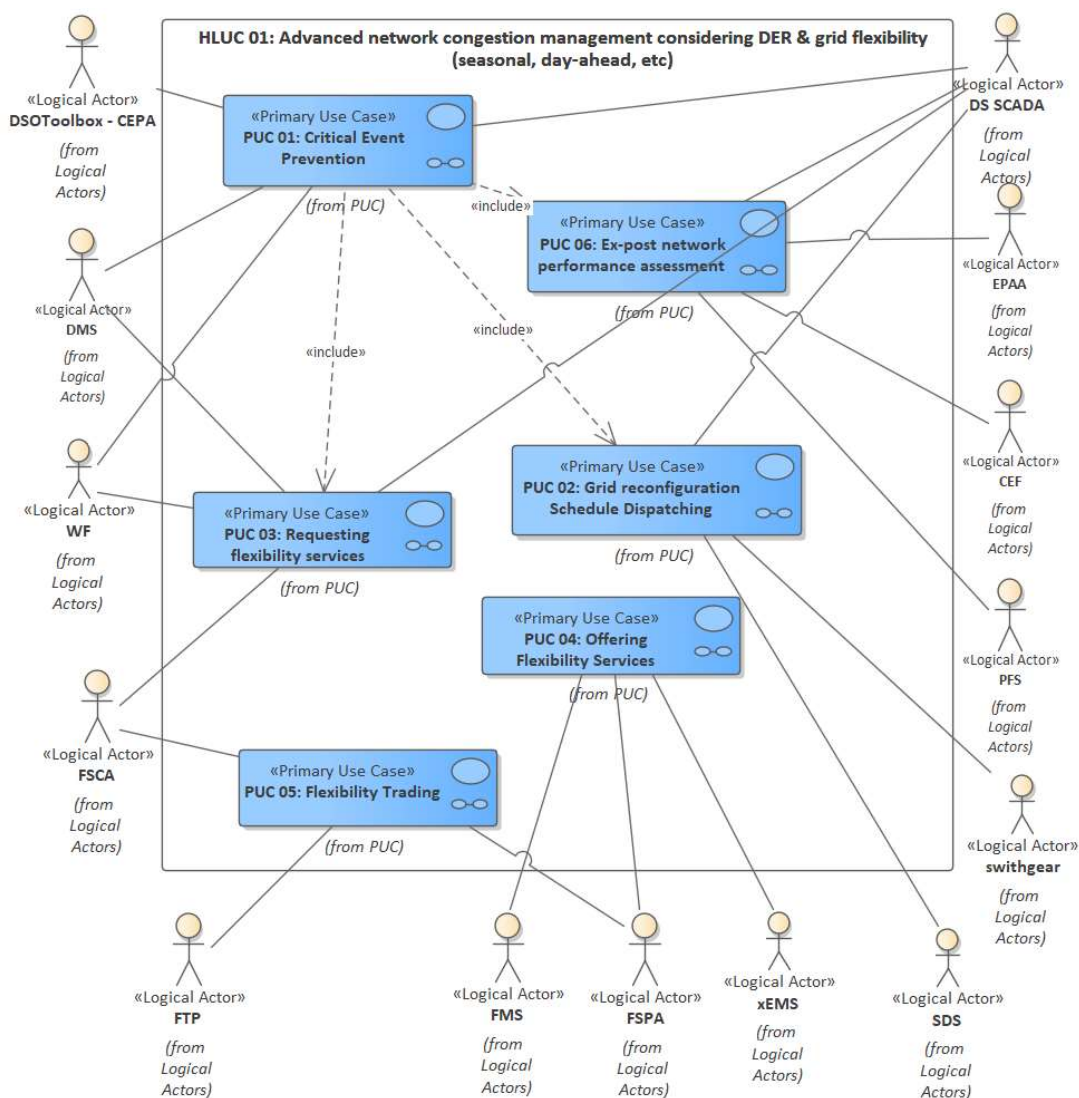 HLUC 01: Advanced network congestion management considering DER & grid flexibility
(seasonal, day-ahead, etc)
«Logical Actor»
DSOToolbox - CEPA
(from
Logical
Actors)
«Logical Actor»
DS SCADA
(from
Logical
Actors)
«Primary Use Case»
PUC 01: Critical Event
Prevention
(from PUC)
«include»
«Primary Use Case»
PUC 06: Ex-post network
performance assessment
(from PUC)
«Logical Actor»
EPAA
(from
Logical
Actors)
«Logical Actor»
DMS
(from
Logical
Actors)
«include»
«include»
«Logical Actor»
CEF
(from
Logical
Actors)
«Primary Use Case»
PUC 02: Grid reconfiguration
Schedule Dispatching
(from PUC)
«Logical Actor»
WF
(from
Logical
Actors)
«Primary Use Case»
PUC 03: Requesting
flexibility services
(from PUC)
«Primary Use Case»
PUC 04: Offering
Flexibility Services
(from PUC)
«Logical Actor»
PFS
(from
Logical
Actors)
«Logical Actor»
FSCA
(from
Logical
Actors)
«Primary Use Case»
PUC 05: Flexibility Trading
(from PUC)
«Logical Actor»
swithgear
(from
Logical
Actors)
«Logical Actor»
FTP
(from
Logical
Actors)
«Logical Actor»
FMS
(from
Logical
Actors)
«Logical Actor»
FSPA
(from
Logical
Actors)
«Logical Actor»
xEMS
(from
Logical
Actors)
«Logical Actor»
SDS
(from
Logical
Actors)